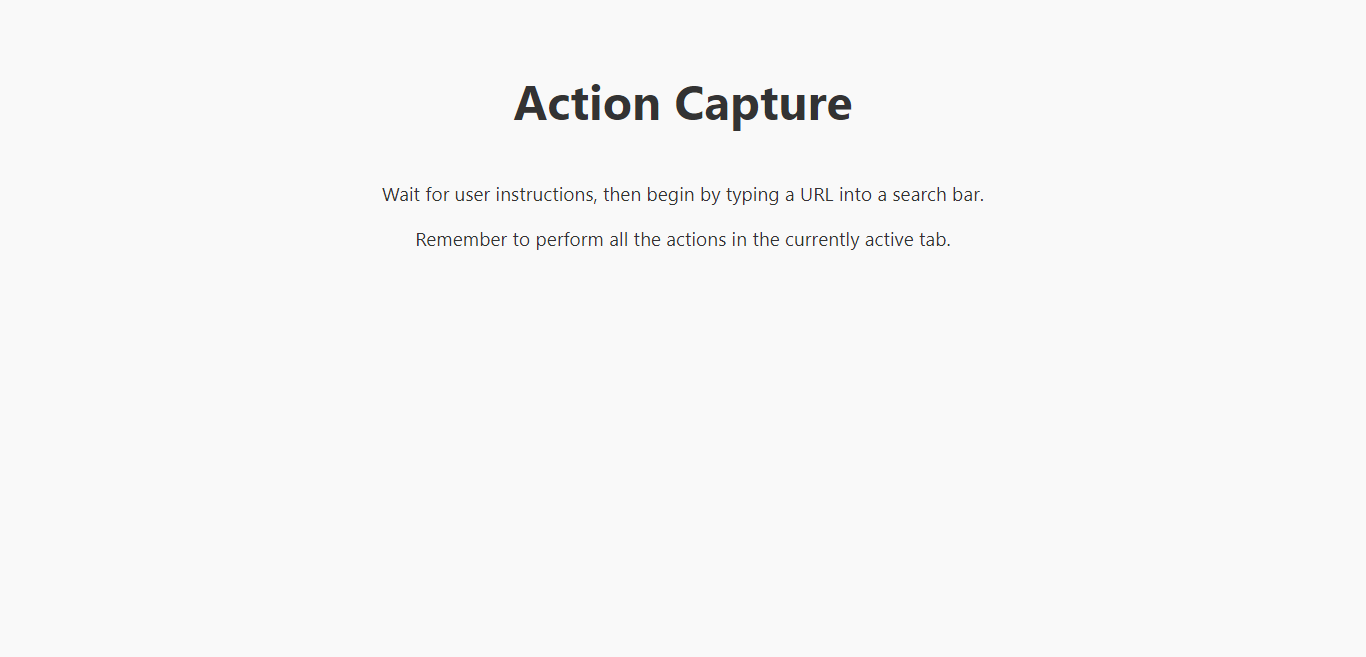 Action Capture
Wait for user instructions, then begin by typing a URL into a search bar.
Remember to perform all the actions in the currently active tab.